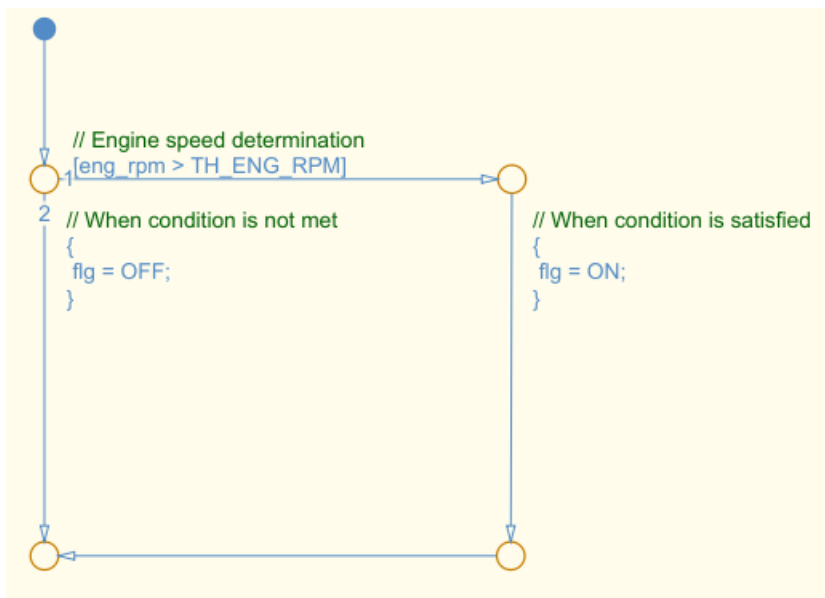 // Engine speed determination
1 [eng_rpm > TH_ENG_RPM]
2
// When condition is not met
{
flg = OFF;
}
// When condition is satisfied
{
flg = ON;
}